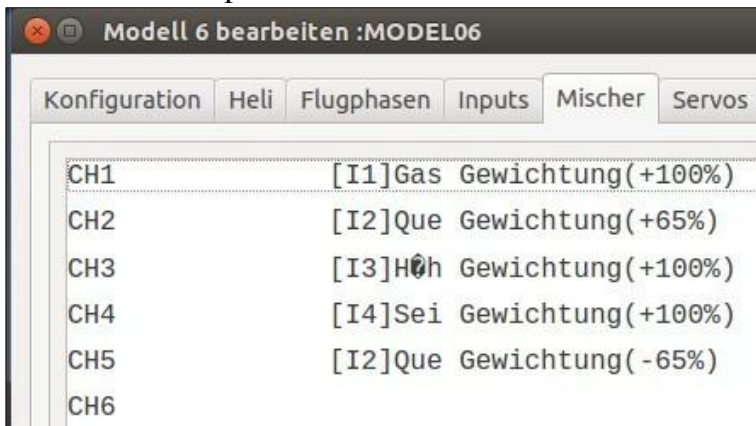 Modell 6 bearbeiten :MODEL06
Konfiguration Heli Flugphasen Inputs Mischer Servos
CH1 [I1]Gas Gewichtung(+100%)
CH2 [I2]Que Gewichtung(+65%)
CH3 [I3]H�h Gewichtung(+100%)
CH4 [I4]Sei Gewichtung(+100%)
CH5 [I2]Que Gewichtung(-65%)
CH6